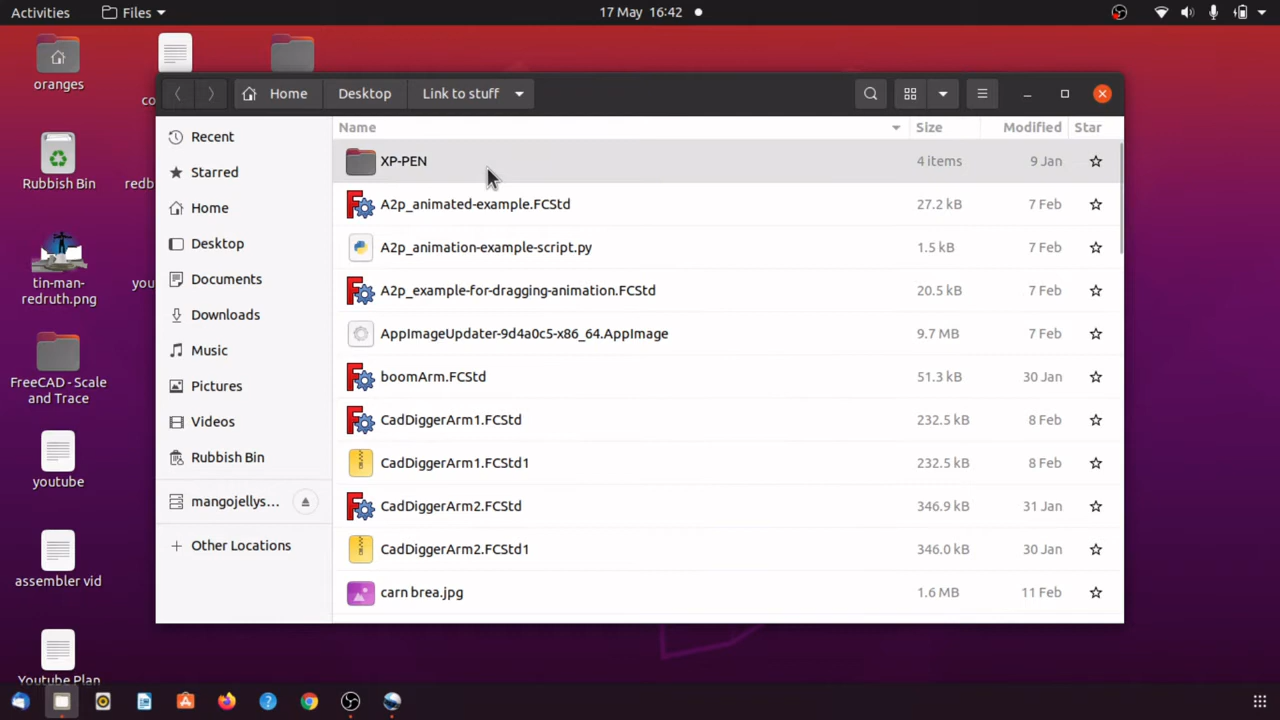 Activities
Files
17 May 16:42
oranges
co
Rubbish Bin
redb
tin-man-
redruth.png
you
FreeCAD - Scale
and Trace
youtube
assembler vid
Youtube Plan
Home
Desktop
Link to stuff
Recent
Starred
Home
Desktop
Documents
Downloads
Music
Pictures
Videos
Rubbish Bin
mangojellys...
Other Locations
Name Size Modified Star
XP-PEN 4 items 9 Jan
A2p_animated-example.FCStd 27.2 kB 7 Feb
A2p_animation-example-script.py 1.5 kB 7 Feb
A2p_example-for-dragging-animation.FCStd 20.5 kB 7 Feb
AppImageUpdater-9d4a0c5-x86_64.AppImage 9.7 MB 7 Feb
boomArm.FCStd 51.3 kB 30 Jan
CadDiggerArm1.FCStd 232.5 kB 8 Feb
CadDiggerArm1.FCStd1 232.5 kB 8 Feb
CadDiggerArm2.FCStd 346.9 kB 31 Jan
CadDiggerArm2.FCStd1 346.0 kB 30 Jan
carn brea.jpg 1.6 MB 11 Feb